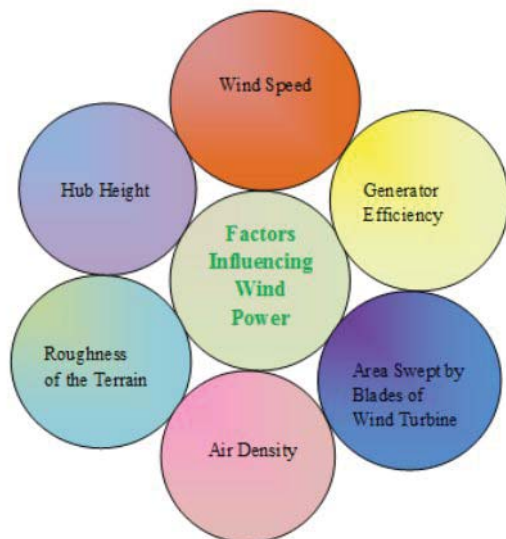 Wind Speed
Generator
Efficiency
Area Swept by
Blades of
Wind Turbine
Air Density
Roughness
of the Terrain
Hub Height
Factors
Influencing
Wind
Power